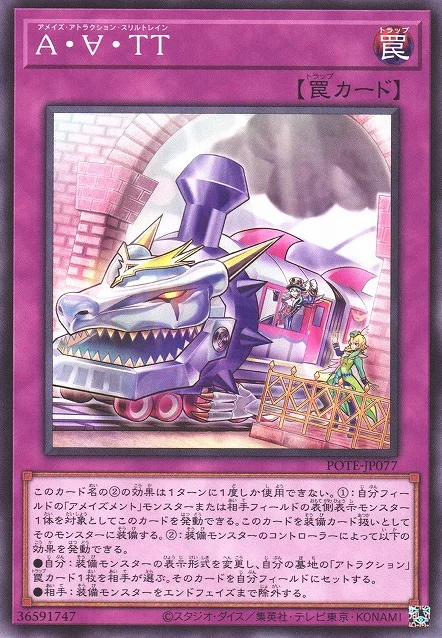 アメイズ・アトラクション・スリルトレイン
A・∀・TT
トラップ
罠
トラップ
【罠カード】
POTE-JP077
このカード名の②の効果は1ターンに1度しか使用できない。①：自分フィー
ルドの「アメイズメント」モンスターまたは相手フィールドの表側表示モンスター
1体を対象としてこのカードを発動できる。このカードを装備カード扱いとして
そのモンスターに装備する。②：装備モンスターのコントローラーによって以下の
効果を発動できる。
●自分：装備モンスターの表示形式を変更し、自分の墓地の「アトラクション」
罠カード1枚を相手が選ぶ。そのカードを自分フィールドにセットする。
●相手：装備モンスターをエンドフェイズまで除外する。
36591747
©スタジオ・ダイス／集英社・テレビ東京・KONAMI